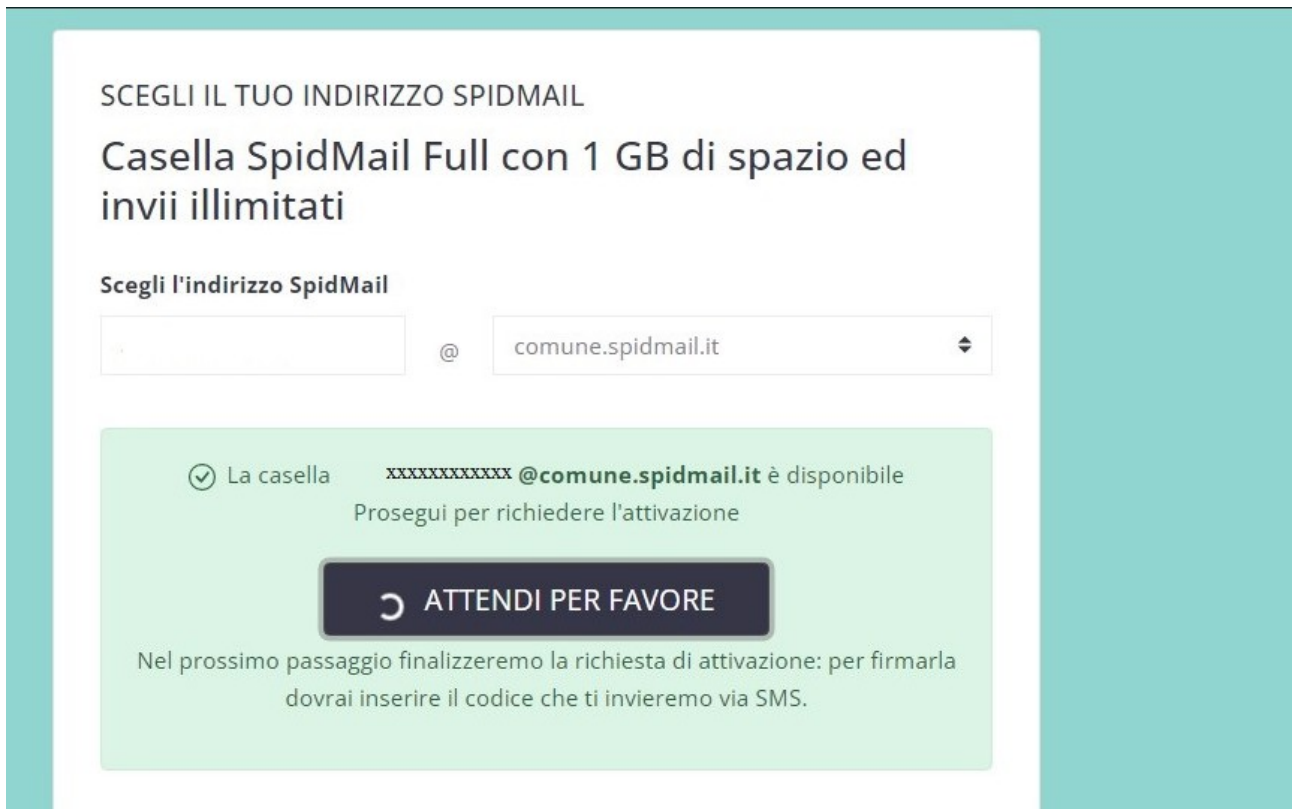 SCEGLI IL TUO INDIRIZZO SPIDMAIL
Casella SpidMail Full con 1 GB di spazio ed
invii illimitati
Scegli l'indirizzo SpidMail
@ comune.spidmail.it
La casella xxxxxxxxxxxx @comune.spidmail.it è disponibile
Prosegui per richiedere l'attivazione
ATTENDI PER FAVORE
Nel prossimo passaggio finalizzeremo la richiesta di attivazione: per firmarla
dovrai inserire il codice che ti invieremo via SMS.